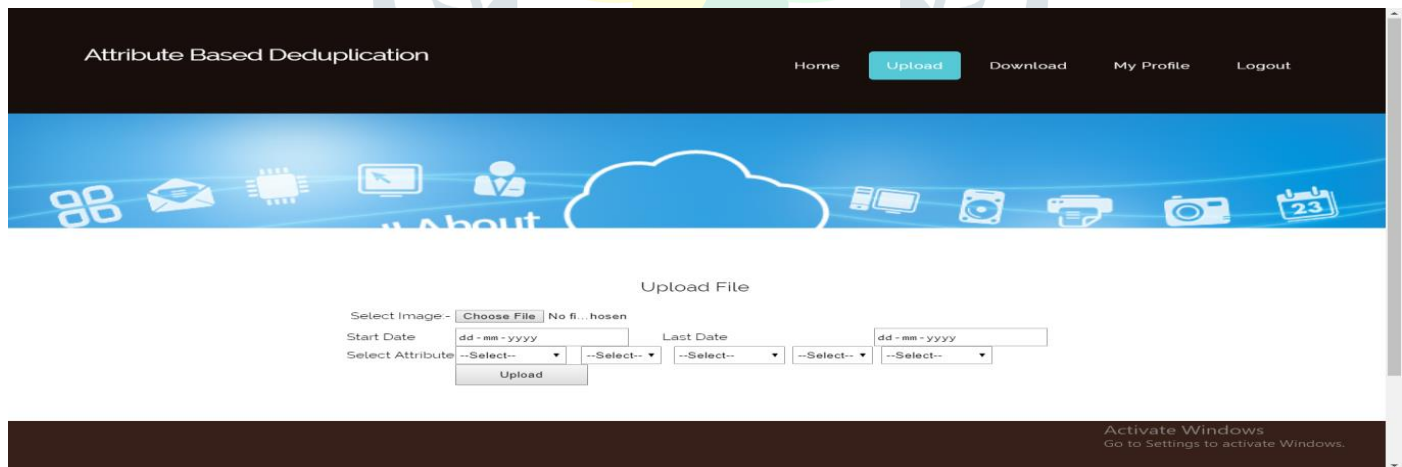 Attribute Based Deduplication
Home Upload Download My Profile Logout
23
About
Upload File
Select Image:- Choose File No fi...hosen
Start Date dd-mm-yyyy Last Date dd-mm-yyyy
Select Attribute --Select-- --Select-- --Select-- --Select-- --Select--
Upload
Activate Windows
Go to Settings to activate Windows.